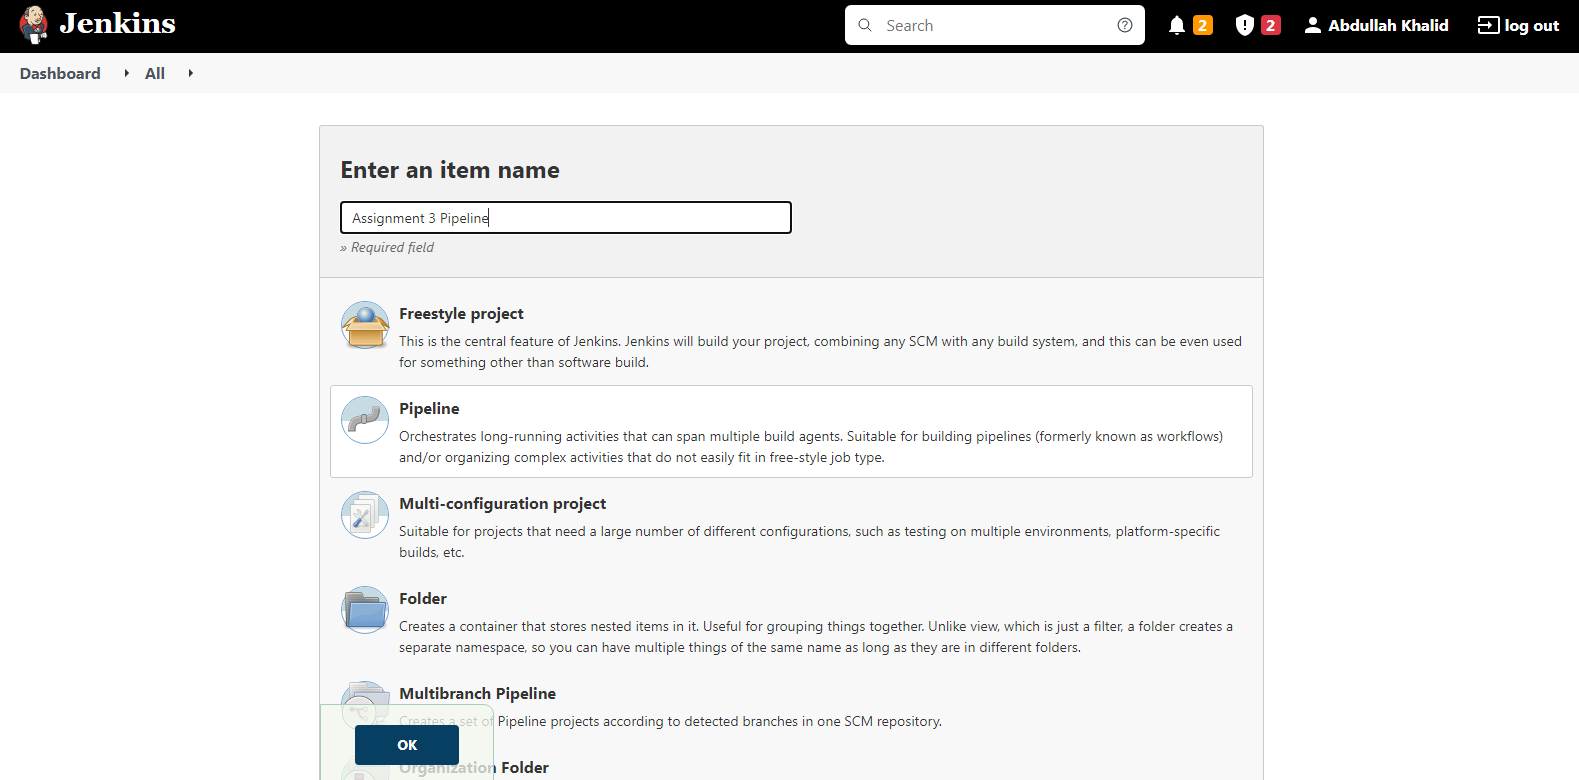 Jenkins
Search
2
2
Abdullah Khalid
log out
Dashboard
All
Enter an item name
Assignment 3 Pipeline
» Required field
Freestyle project
This is the central feature of Jenkins. Jenkins will build your project, combining any SCM with any build system, and this can be even used
for something other than software build.
Pipeline
Orchestrates long-running activities that can span multiple build agents. Suitable for building pipelines (formerly known as workflows)
and/or organizing complex activities that do not easily fit in free-style job type.
Multi-configuration project
Suitable for projects that need a large number of different configurations, such as testing on multiple environments, platform-specific
builds, etc.
Folder
Creates a container that stores nested items in it. Useful for grouping things together. Unlike view, which is just a filter, a folder creates a
separate namespace, so you can have multiple things of the same name as long as they are in different folders.
Multibranch Pipeline
Creates a set of Pipeline projects according to detected branches in one SCM repository.
OK
Organization Folder